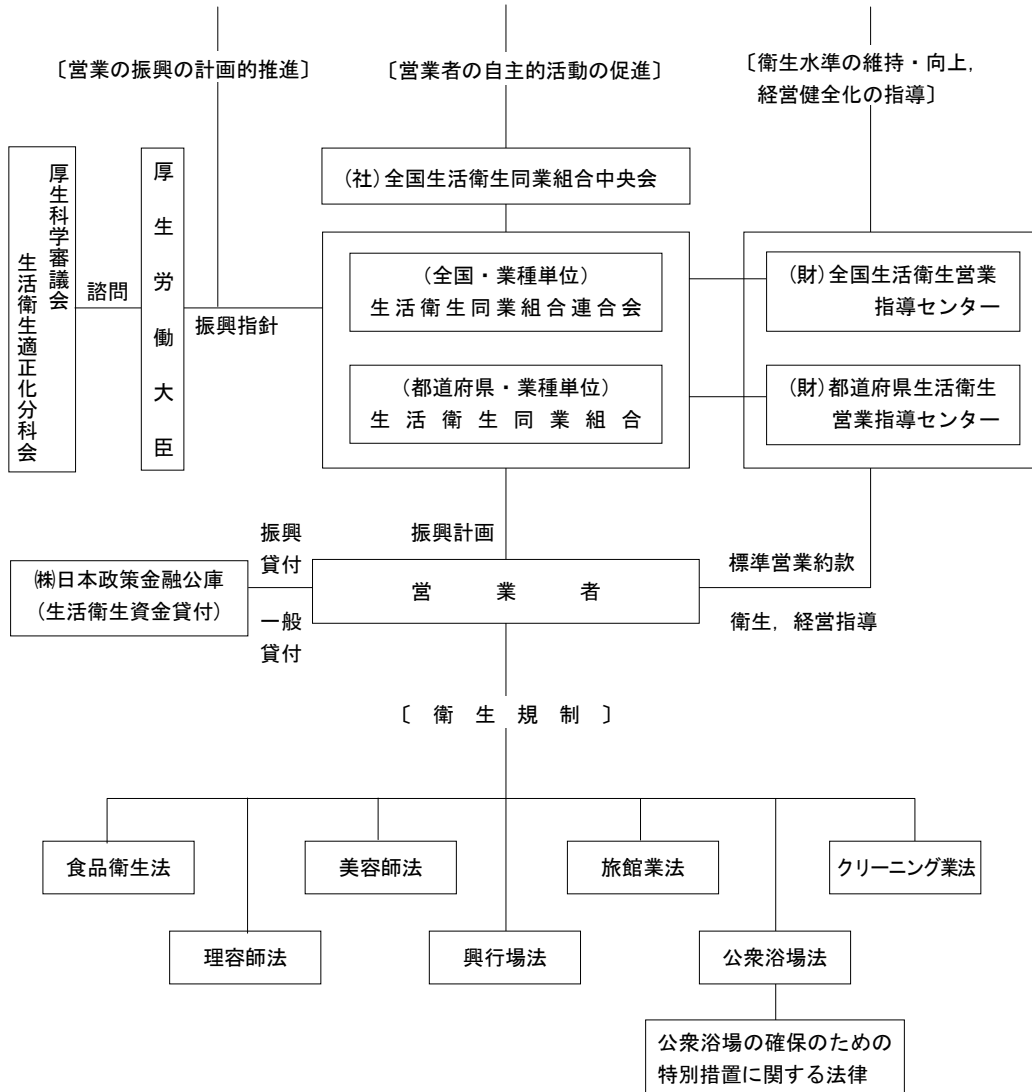 〔営業の振興の計画的推進〕
〔営業者の自主的活動の促進〕
〔衛生水準の維持・向上,
経営健全化の指導〕
厚生科学審議会
生活衛生適正化分科会
諮問
厚生労働大臣
振興指針
(社)全国生活衛生同業組合中央会
(全国・業種単位)
生活衛生同業組合連合会
(都道府県・業種単位)
生活衛生同業組合
(財)全国生活衛生営業
指導センター
(財)都道府県生活衛生
営業指導センター
㈱日本政策金融公庫
(生活衛生資金貸付)
振興
貸付
一般
貸付
振興計画
営業者
標準営業約款
衛生,経営指導
〔衛生規制〕
食品衛生法
美容師法
旅館業法
クリーニング業法
理容師法
興行場法
公衆浴場法
公衆浴場の確保のための
特別措置に関する法律